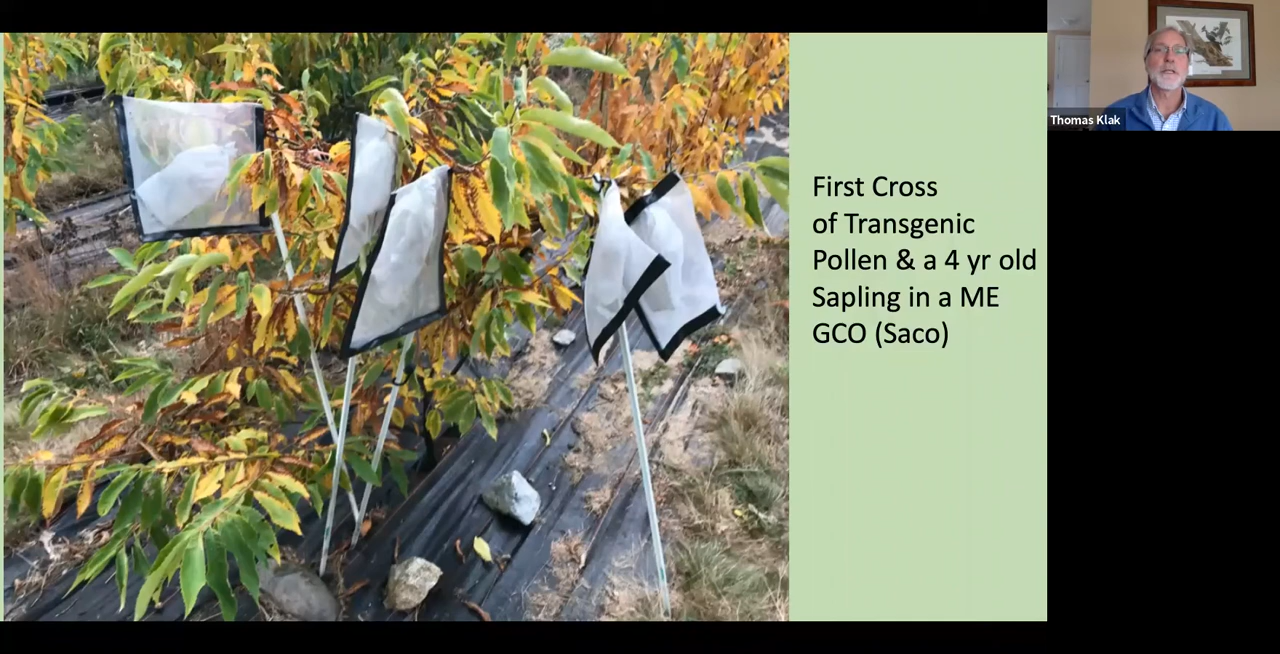 Thomas Klak
First Cross
of Transgenic
Pollen & a 4 yr old
Sapling in a ME
GCO (Saco)